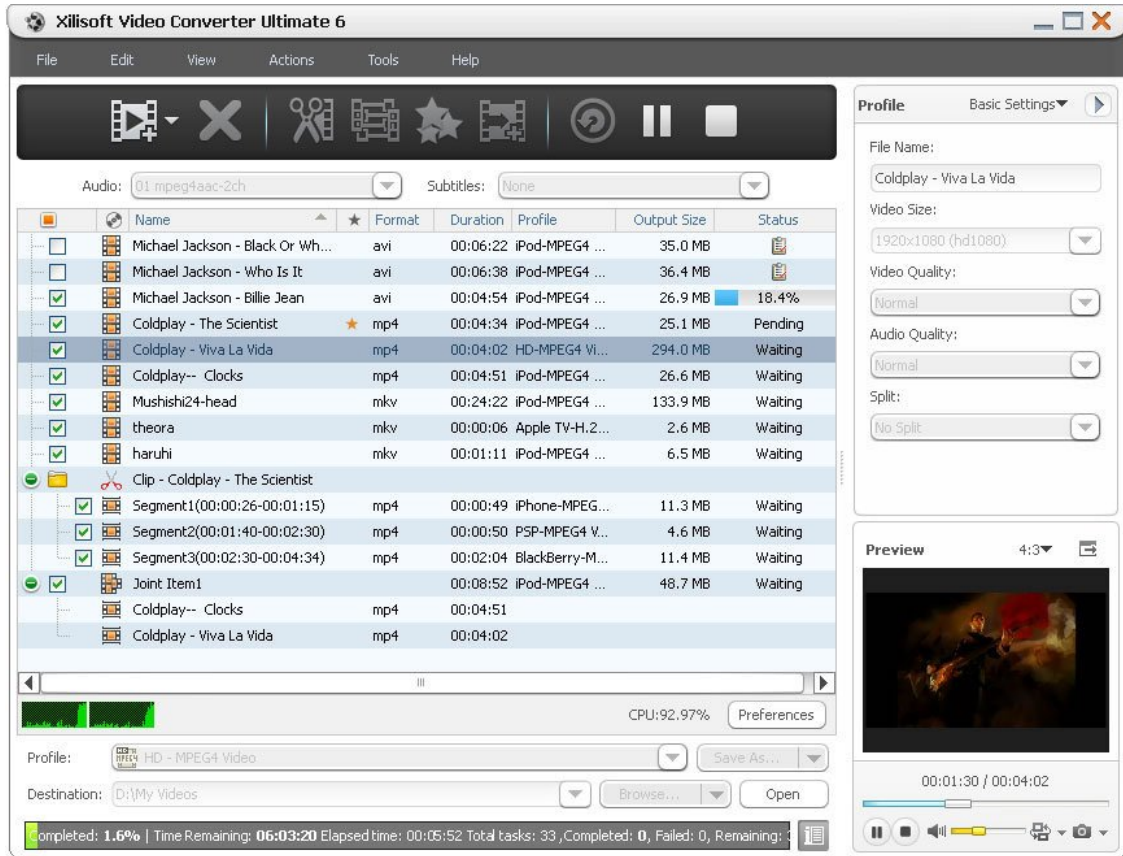 Xilisoft Video Converter Ultimate 6
File Edit View Actions Tools Help
Audio: 01 mpeg4aac-2ch Subtitles: None
Name Format Duration Profile Output Size Status
Michael Jackson - Black Or Wh... avi 00:06:22 iPod-MPEG4 ... 35.0 MB
Michael Jackson - Who Is It avi 00:06:38 iPod-MPEG4 ... 36.4 MB
Michael Jackson - Billie Jean avi 00:04:54 iPod-MPEG4 ... 26.9 MB 18.4%
Coldplay - The Scientist mp4 00:04:34 iPod-MPEG4 ... 25.1 MB Pending
Coldplay - Viva La Vida mp4 00:04:02 HD-MPEG4 Vi... 294.0 MB Waiting
Coldplay-- Clocks mp4 00:04:51 iPod-MPEG4 ... 26.6 MB Waiting
Mushishi24-head mkv 00:24:22 iPod-MPEG4 ... 133.9 MB Waiting
theora mkv 00:00:06 Apple TV-H.2... 2.6 MB Waiting
haruhi mkv 00:01:11 iPod-MPEG4 ... 6.5 MB Waiting
Clip - Coldplay - The Scientist
Segment1(00:00:26-00:01:15) mp4 00:00:49 iPhone-MPEG... 11.3 MB Waiting
Segment2(00:01:40-00:02:30) mp4 00:00:50 PSP-MPEG4 V... 4.6 MB Waiting
Segment3(00:02:30-00:04:34) mp4 00:02:04 BlackBerry-M... 11.4 MB Waiting
Joint Item1 00:08:52 iPod-MPEG4 ... 48.7 MB Waiting
Coldplay-- Clocks mp4 00:04:51
Coldplay - Viva La Vida mp4 00:04:02
CPU:92.97% Preferences
Profile: HD - MPEG4 Video Save As...
Destination: D:\My Videos Browse... Open
ompleted: 1.6% | Time Remaining: 06:03:20 Elapsed time: 00:05:52 Total tasks: 33 ,Completed: 0, Failed: 0, Remaining:
Profile Basic Settings
File Name:
Coldplay - Viva La Vida
Video Size:
1920x1080 (hd1080)
Video Quality:
Normal
Audio Quality:
Normal
Split:
No Split
Preview 4:3
00:01:30 / 00:04:02